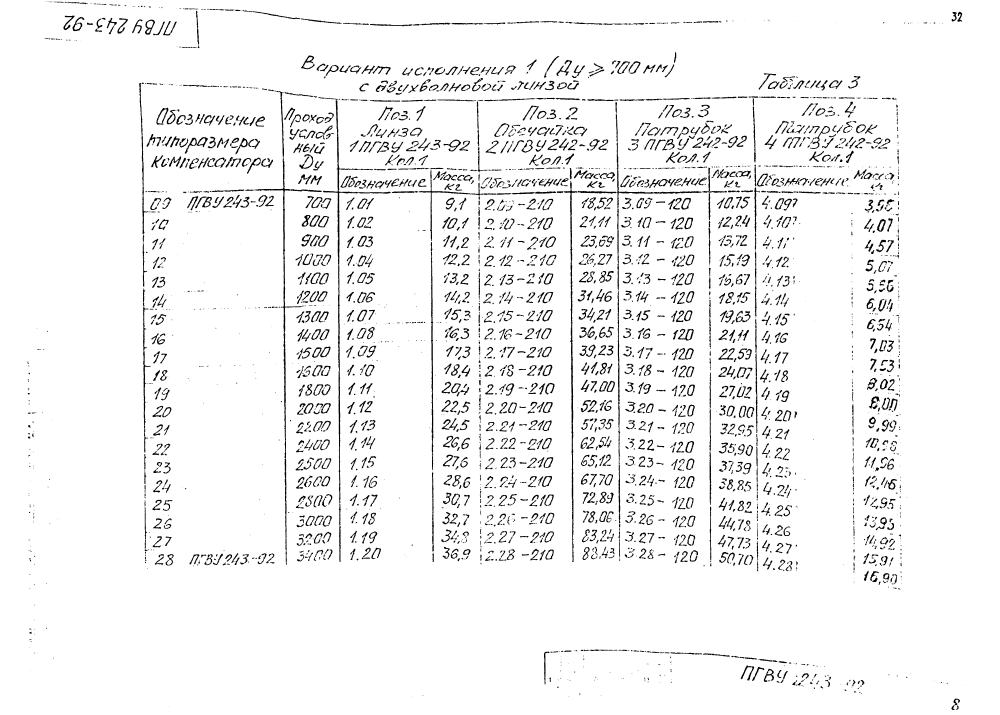 32
ПГВУ 243-92
Вариант исполнения 1 (Ду ≥ 700 мм)
с двухволновой линзой
Таблица 3
Обозначение типоразмера компенсатора | Проход условный Ду мм | Поз. 1 Линза 1 ПГВУ 243-92 Кол.1 | Поз. 2 Обечайка 2 ПГВУ 242-92 Кол.1 | Поз. 3 Патрубок 3 ПГВУ 242-92 Кол.1 | Поз. 4 Патрубок 4 ПГВУ 242-92 Кол.1
Обозначение | Масса, кг | Обозначение | Масса, кг | Обозначение | Масса, кг | Обозначение | Масса, кг
09 ПГВУ 243-92 | 700 | 1.01 | 9,1 | 2.09-210 | 18,52 | 3.09-120 | 10,75 | 4.09 | 3,58
10 | 800 | 1.02 | 10,1 | 2.10-210 | 21,11 | 3.10-120 | 12,24 | 4.10 | 4,07
11 | 900 | 1.03 | 11,2 | 2.11-210 | 23,69 | 3.11-120 | 13,72 | 4.11 | 4,57
12 | 1000 | 1.04 | 12,2 | 2.12-210 | 26,27 | 3.12-120 | 15,19 | 4.12 | 5,07
13 | 1100 | 1.05 | 13,2 | 2.13-210 | 28,85 | 3.13-120 | 16,67 | 4.13 | 5,56
14 | 1200 | 1.06 | 14,2 | 2.14-210 | 31,46 | 3.14-120 | 18,15 | 4.14 | 6,04
15 | 1300 | 1.07 | 15,3 | 2.15-210 | 34,21 | 3.15-120 | 19,63 | 4.15 | 6,54
16 | 1400 | 1.08 | 16,3 | 2.16-210 | 36,65 | 3.16-120 | 21,11 | 4.16 | 7,03
17 | 1500 | 1.09 | 17,3 | 2.17-210 | 39,23 | 3.17-120 | 22,59 | 4.17 | 7,53
18 | 1600 | 1.10 | 18,4 | 2.18-210 | 41,81 | 3.18-120 | 24,07 | 4.18 | 8,02
19 | 1800 | 1.11 | 20,4 | 2.19-210 | 47,00 | 3.19-120 | 27,02 | 4.19
20 | 2000 | 1.12 | 22,5 | 2.20-210 | 52,16 | 3.20-120 | 30,00 | 4.20 | 9,99
21 | 2200 | 1.13 | 24,5 | 2.21-210 | 57,35 | 3.21-120 | 32,95 | 4.21 | 10,98
22 | 2400 | 1.14 | 26,6 | 2.22-210 | 62,54 | 3.22-120 | 35,90 | 4.22 | 11,96
23 | 2500 | 1.15 | 27,6 | 2.23-210 | 65,12 | 3.23-120 | 37,39 | 4.23 | 12,46
24 | 2600 | 1.16 | 28,6 | 2.24-210 | 67,70 | 3.24-120 | 38,85 | 4.24 | 12,95
25 | 2800 | 1.17 | 30,7 | 2.25-210 | 72,89 | 3.25-120 | 41,82 | 4.25 | 13,93
26 | 3000 | 1.18 | 32,7 | 2.26-210 | 78,06 | 3.26-120 | 44,78 | 4.26 | 14,92
27 | 3200 | 1.19 | 34,8 | 2.27-210 | 83,24 | 3.27-120 | 47,73 | 4.27 | 15,91
28 ПГВУ 243-92 | 3400 | 1.20 | 36,9 | 2.28-210 | 88,43 | 3.28-120 | 50,70 | 4.28 | 16,90
ПГВУ 243-92
8